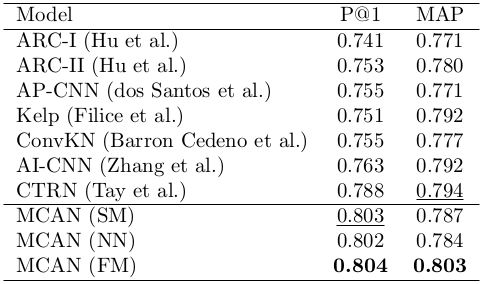 Model P@1 MAP
ARC-I (Hu et al.) 0.741 0.771
ARC-II (Hu et al.) 0.753 0.780
AP-CNN (dos Santos et al.) 0.755 0.771
Kelp (Filice et al.) 0.751 0.792
ConvKN (Barron Cedeno et al.) 0.755 0.777
AI-CNN (Zhang et al.) 0.763 0.792
CTRN (Tay et al.) 0.788 0.794
MCAN (SM) 0.803 0.787
MCAN (NN) 0.802 0.784
MCAN (FM) 0.804 0.803